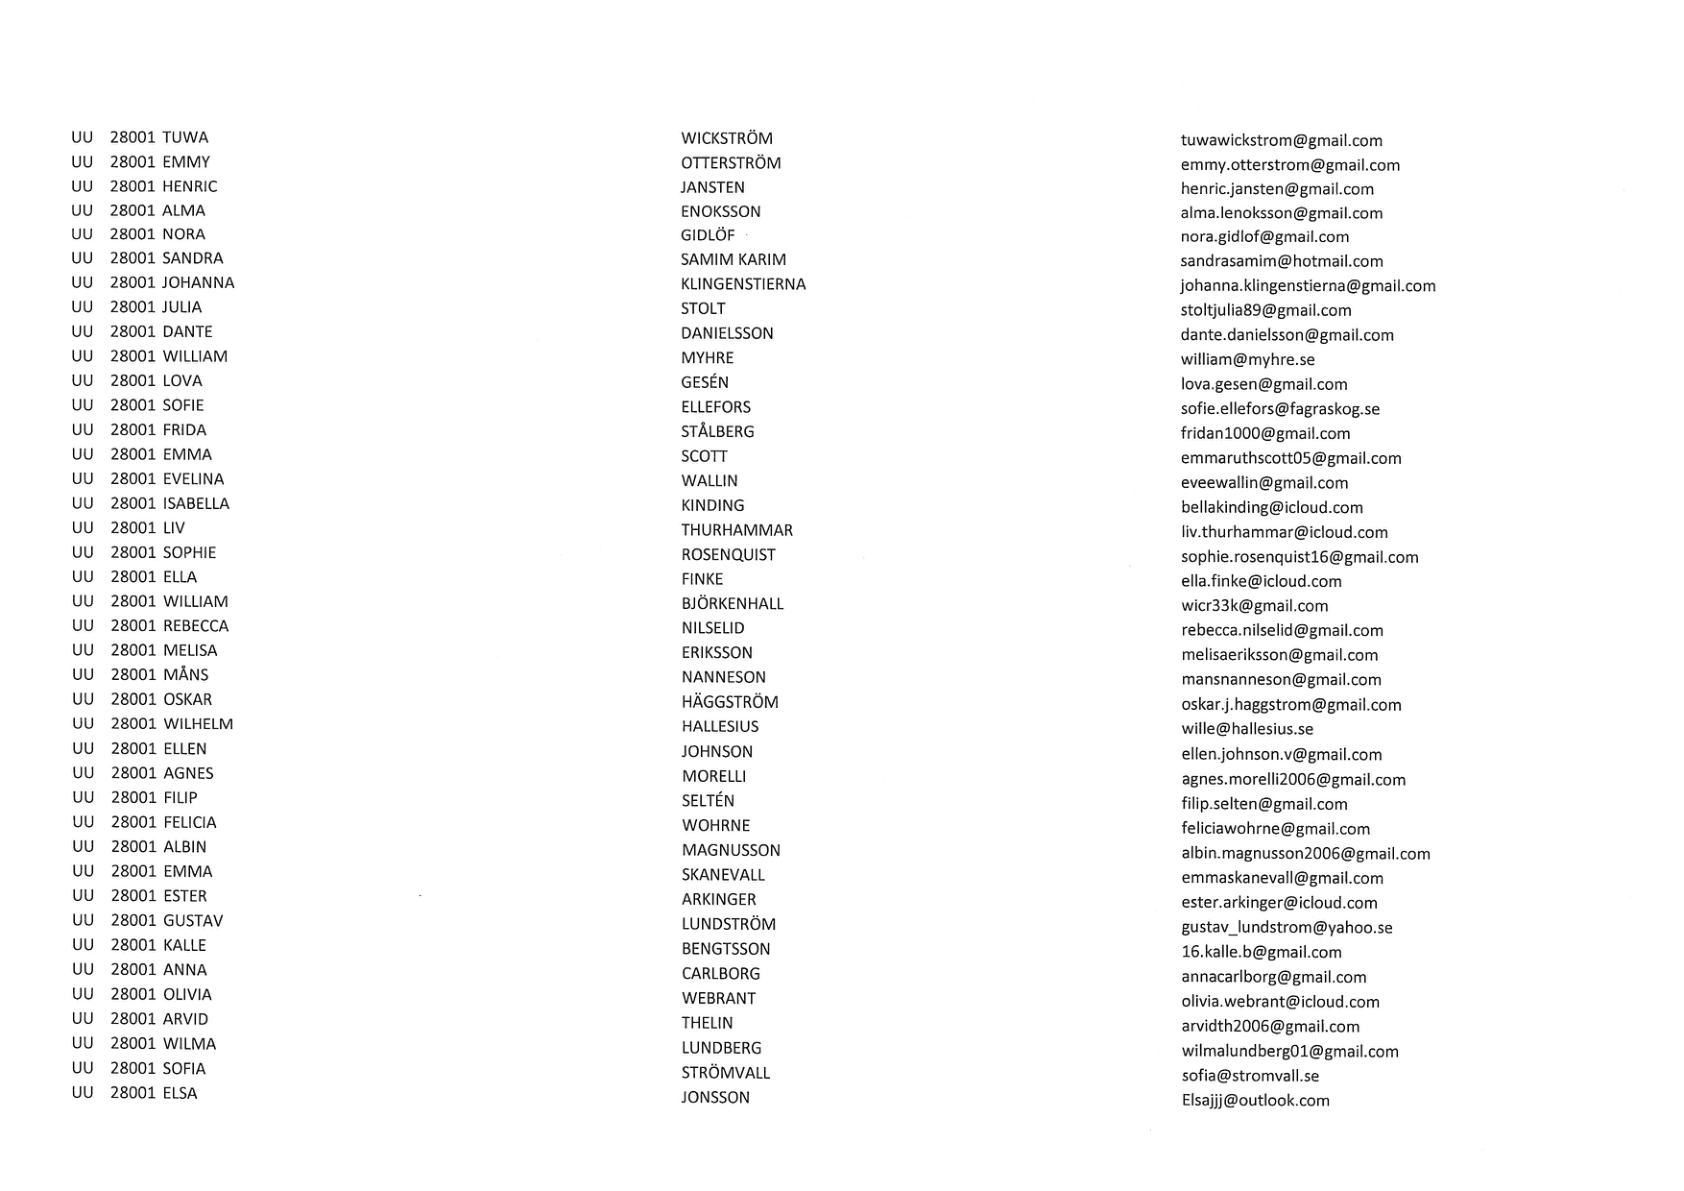 UU 28001 TUWA WICKSTRÖM tuwawickstrom@gmail.com
UU 28001 EMMY OTTERSTRÖM emmy.otterstrom@gmail.com
UU 28001 HENRIC JANSTEN henric.jansten@gmail.com
UU 28001 ALMA ENOKSSON alma.lenoksson@gmail.com
UU 28001 NORA GIDLÖF nora.gidlof@gmail.com
UU 28001 SANDRA SAMIM KARIM sandrasamim@hotmail.com
UU 28001 JOHANNA KLINGENSTIERNA johanna.klingenstierna@gmail.com
UU 28001 JULIA STOLT stoltjulia89@gmail.com
UU 28001 DANTE DANIELSSON dante.danielsson@gmail.com
UU 28001 WILLIAM MYHRE william@myhre.se
UU 28001 LOVA GESÉN lova.gesen@gmail.com
UU 28001 SOFIE ELLEFORS sofie.ellefors@fagraskog.se
UU 28001 FRIDA STÅLBERG fridan1000@gmail.com
UU 28001 EMMA SCOTT emmaruthscott05@gmail.com
UU 28001 EVELINA WALLIN eveewallin@gmail.com
UU 28001 ISABELLA KINDING bellakinding@icloud.com
UU 28001 LIV THURHAMMAR liv.thurhammar@icloud.com
UU 28001 SOPHIE ROSENQUIST sophie.rosenquist16@gmail.com
UU 28001 ELLA FINKE ella.finke@icloud.com
UU 28001 WILLIAM BJÖRKENHALL wicr33k@gmail.com
UU 28001 REBECCA NILSELID rebecca.nilselid@gmail.com
UU 28001 MELISA ERIKSSON melisaeriksson@gmail.com
UU 28001 MÅNS NANNESON mansnanneson@gmail.com
UU 28001 OSKAR HÄGGSTRÖM oskar.j.haggstrom@gmail.com
UU 28001 WILHELM HALLESIUS wille@hallesius.se
UU 28001 ELLEN JOHNSON ellen.johnson.v@gmail.com
UU 28001 AGNES MORELLI agnes.morelli2006@gmail.com
UU 28001 FILIP SELTÉN filip.selten@gmail.com
UU 28001 FELICIA WOHRNE feliciawohrne@gmail.com
UU 28001 ALBIN MAGNUSSON albin.magnusson2006@gmail.com
UU 28001 EMMA SKANEVALL emmaskanevall@gmail.com
UU 28001 ESTER ARKINGER ester.arkinger@icloud.com
UU 28001 GUSTAV LUNDSTRÖM gustav_lundstrom@yahoo.se
UU 28001 KALLE BENGTSSON 16.kalle.b@gmail.com
UU 28001 ANNA CARLBORG annacarlborg@gmail.com
UU 28001 OLIVIA WEBRANT olivia.webrant@icloud.com
UU 28001 ARVID THELIN arvidth2006@gmail.com
UU 28001 WILMA LUNDBERG wilmalundberg01@gmail.com
UU 28001 SOFIA STRÖMVALL sofia@stromvall.se
UU 28001 ELSA JONSSON Elsajjj@outlook.com